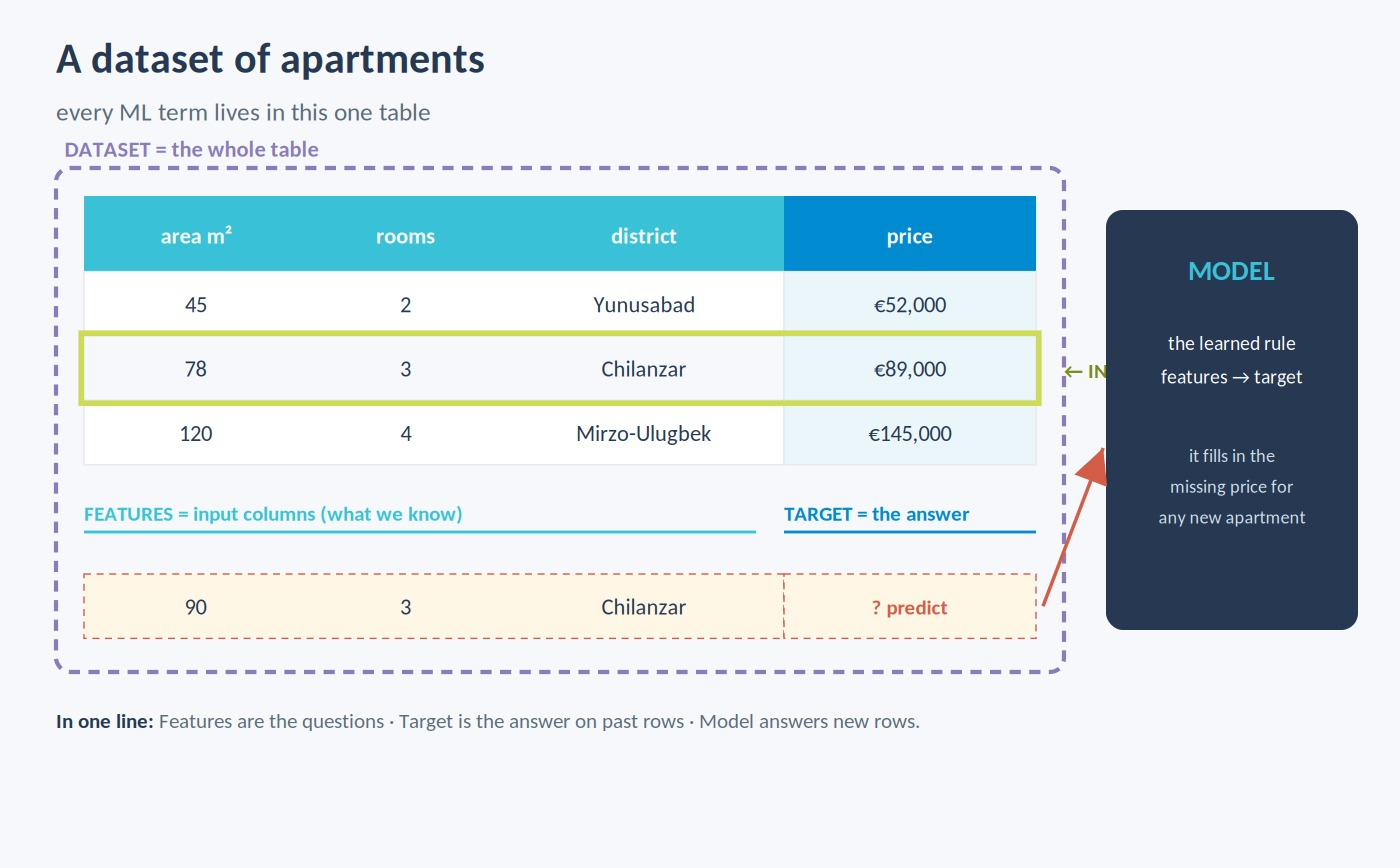 A dataset of apartments
every ML term lives in this one table
DATASET = the whole table
area m² rooms district price
45 2 Yunusabad €52,000
78 3 Chilanzar €89,000
← IN
120 4 Mirzo-Ulugbek €145,000
FEATURES = input columns (what we know) TARGET = the answer
90 3 Chilanzar ? predict
MODEL
the learned rule
features → target
it fills in the
missing price for
any new apartment
In one line: Features are the questions · Target is the answer on past rows · Model answers new rows.